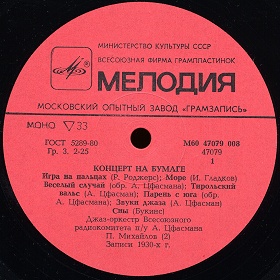 МИНИСТЕРСТВО КУЛЬТУРЫ СССР
ВСЕСОЮЗНАЯ ФИРМА ГРАМПЛАСТИНОК
МЕЛОДИЯ
МОСКОВСКИЙ ОПЫТНЫЙ ЗАВОД «ГРАМЗАПИСЬ»
МОНО ▽33
ГОСТ 5289-80
Гр. 3. 2-25
М60 47079 008
47079
1
КОНЦЕРТ НА БУМАГЕ
Игра на пальцах (Р. Роджерс); Море (И. Гладков)
Веселый случай (обр. А. Цфасмана); Тирольский
вальс (А. Цфасман); Парень с юга (обр.
А. Цфасмана); Звуки джаза (А. Цфасман)
Сны (Букинс)
Джаз-оркестр Всесоюзного
радиокомитета п/у А. Цфасмана
П. Михайлов (2)
Записи 1930-х г.